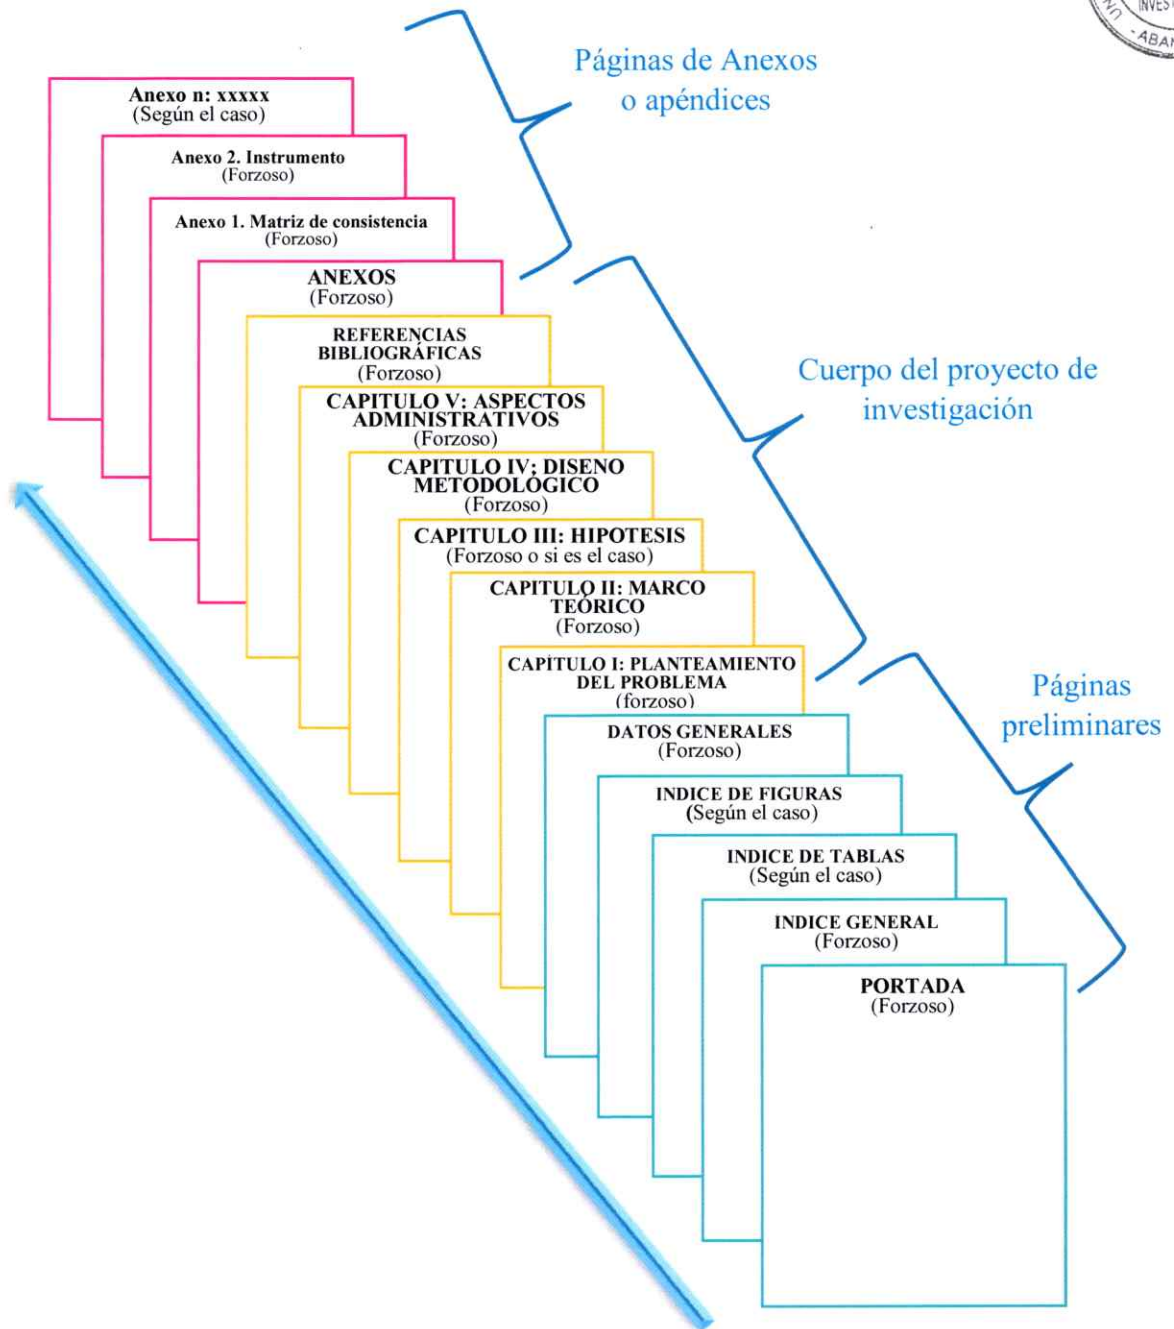 INVEST
ABAN
Páginas de Anexos
o apéndices
Anexo n: xxxxx
(Según el caso)
Anexo 2. Instrumento
(Forzoso)
Anexo 1. Matriz de consistencia
(Forzoso)
ANEXOS
(Forzoso)
REFERENCIAS
BIBLIOGRÁFICAS
(Forzoso)
Cuerpo del proyecto de
investigación
CAPITULO V: ASPECTOS
ADMINISTRATIVOS
(Forzoso)
CAPITULO IV: DISENO
METODOLÓGICO
(Forzoso)
CAPITULO III: HIPOTESIS
(Forzoso o si es el caso)
CAPITULO II: MARCO
TEÓRICO
(Forzoso)
CAPÍTULO I: PLANTEAMIENTO
DEL PROBLEMA
(forzoso)
Páginas
preliminares
DATOS GENERALES
(Forzoso)
INDICE DE FIGURAS
(Según el caso)
INDICE DE TABLAS
(Según el caso)
INDICE GENERAL
(Forzoso)
PORTADA
(Forzoso)